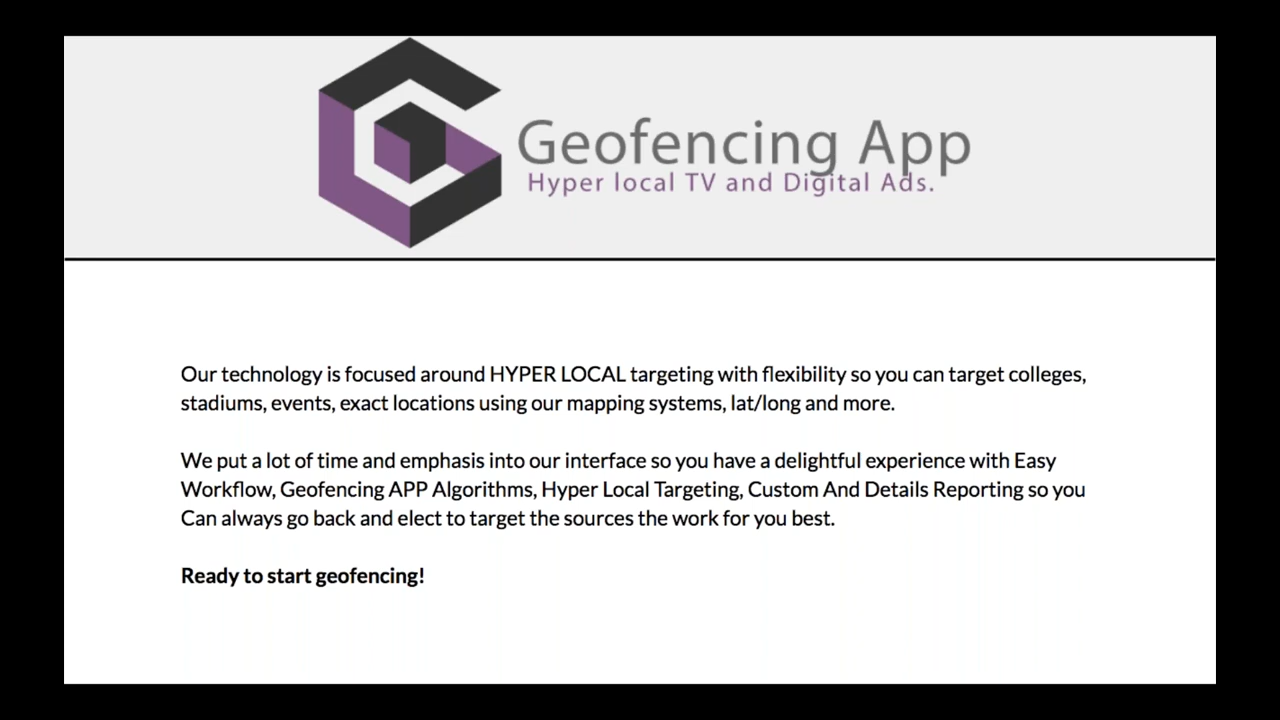 Geofencing App
Hyper local TV and Digital Ads.
Our technology is focused around HYPER LOCAL targeting with flexibility so you can target colleges,
stadiums, events, exact locations using our mapping systems, lat/long and more.
We put a lot of time and emphasis into our interface so you have a delightful experience with Easy
Workflow, Geofencing APP Algorithms, Hyper Local Targeting, Custom And Details Reporting so you
Can always go back and elect to target the sources the work for you best.
Ready to start geofencing!